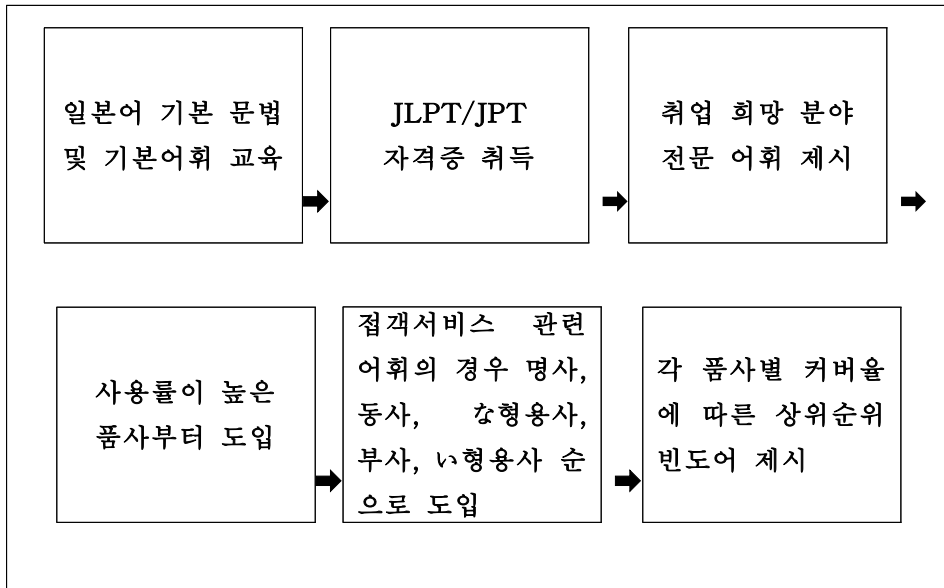 일본어 기본 문법
및 기본어휘 교육
JLPT/JPT
자격증 취득
취업 희망 분야
전문 어휘 제시
사용률이 높은
품사부터 도입
접객서비스 관련
어휘의 경우 명사,
동사, な형용사,
부사, い형용사 순
으로 도입
각 품사별 커버율
에 따른 상위순위
빈도어 제시